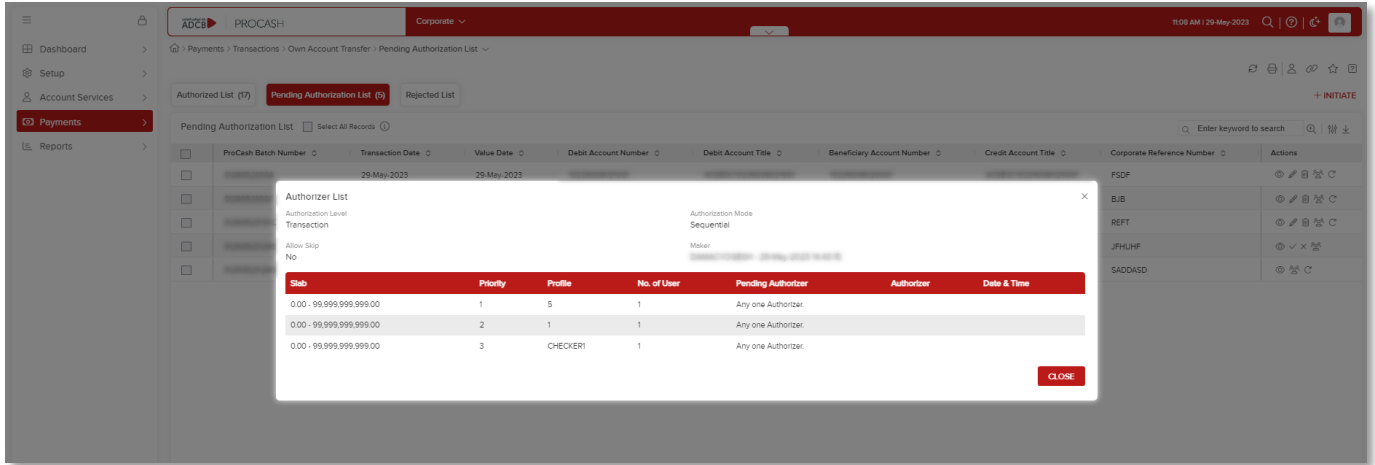 ADCB PROCASH Corporate 11:08 AM | 29-May-2023
Dashboard
Setup
Account Services
Payments
Reports
> Payments > Transactions > Own Account Transfer > Pending Authorization List
Authorized List (17) Pending Authorization List (5) Rejected List + INITIATE
Pending Authorization List Select All Records Enter keyword to search
ProCash Batch Number Transaction Date Value Date Debit Account Number Debit Account Title Beneficiary Account Number Credit Account Title Corporate Reference Number Actions
29-May-2023 29-May-2023 FSDF
BJB
REFT
JFHUHF
SADDASD
Authorizer List
Authorization Level Authorization Mode
Transaction Sequential
Allow Skip Maker
No
Slab Priority Profile No. of User Pending Authorizer Authorizer Date & Time
0.00 - 99,999,999,999.00 1 5 1 Any one Authorizer.
0.00 - 99,999,999,999.00 2 1 1 Any one Authorizer.
0.00 - 99,999,999,999.00 3 CHECKER1 1 Any one Authorizer.
CLOSE